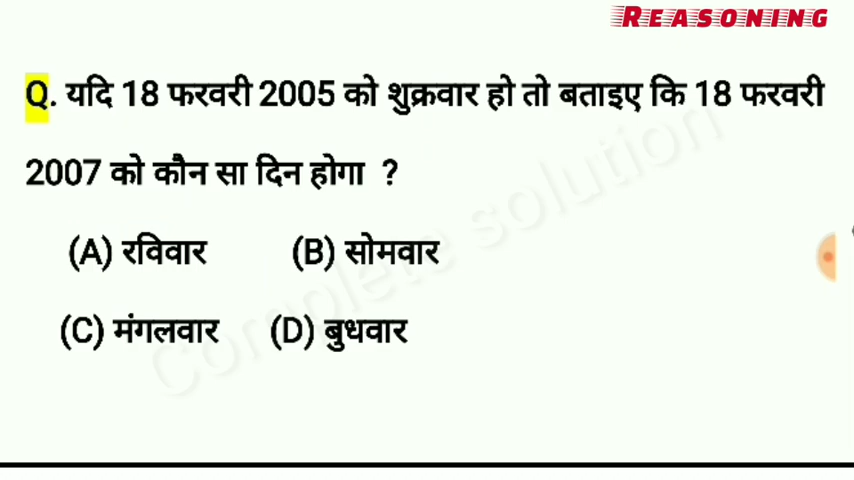 REASONING
Q. यदि 18 फरवरी 2005 को शुक्रवार हो तो बताइए कि 18 फरवरी
2007 को कौन सा दिन होगा ?
(A) रविवार (B) सोमवार
(C) मंगलवार (D) बुधवार
Complete solution